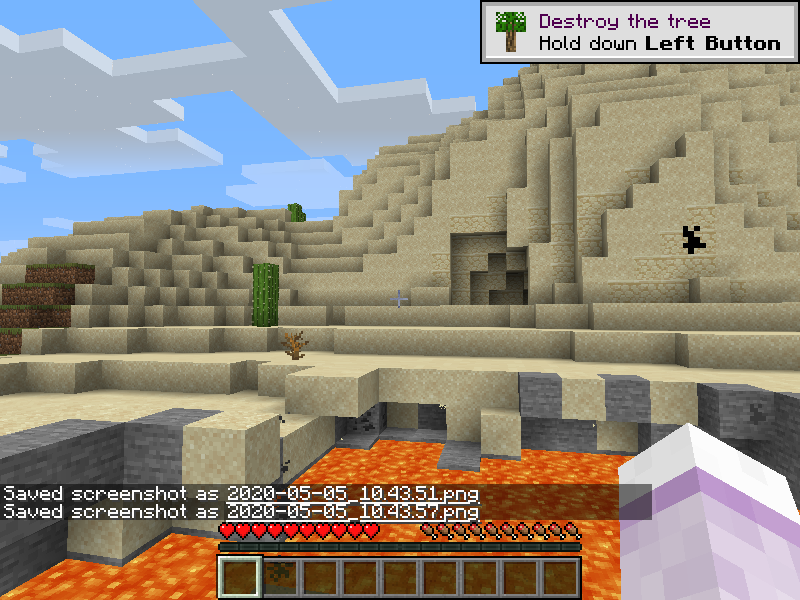 Destroy the tree
Hold down Left Button
Saved screenshot as 2020-05-05_10.43.51.png
Saved screenshot as 2020-05-05_10.43.57.png